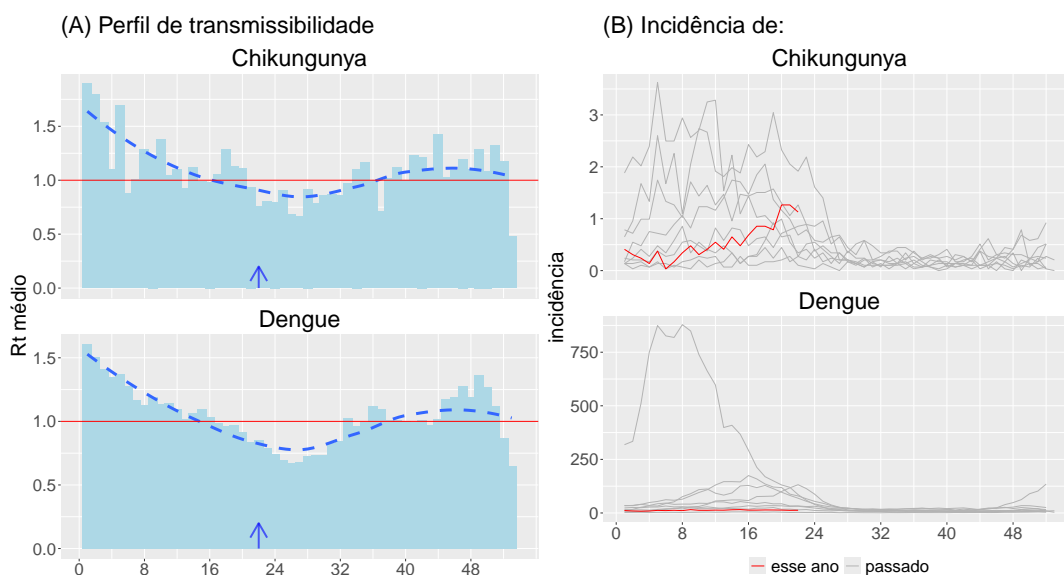 (A) Perfil de transmissibilidade
Chikungunya
1.5
1.0
0.5
0.0
Dengue
1.5
1.0
0.5
0.0
0
16
24
32
40
48
Rt médio
(B) Incidência de:
Chikungunya
3
2
1
0
Dengue
750
500
250
0
0
8
16
24
32
40
48
incidência
esse ano
passado